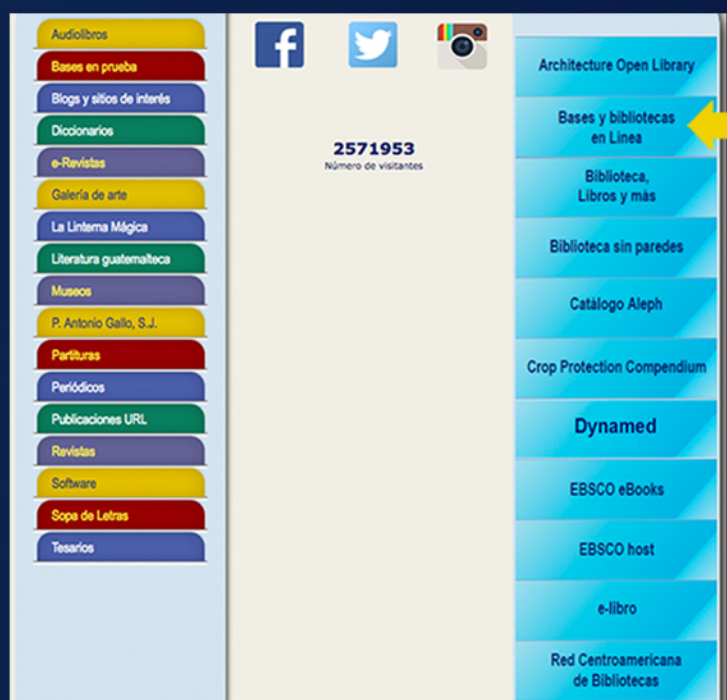 Audiolibros
Bases en prueba
Blogs y sitios de interés
Diccionarios
e-Revistas
Galería de arte
La Linterna Mágica
Literatura guatemalteca
Museos
P. Antonio Gallo, S.J.
Partituras
Periódicos
Publicaciones URL
Revistas
Software
Sopa de Letras
Tesarios
2571953
Número de visitantes
Architecture Open Library
Bases y bibliotecas
en Linea
Biblioteca,
Libros y más
Biblioteca sin paredes
Catálogo Aleph
Crop Protection Compendium
Dynamed
EBSCO eBooks
EBSCO host
e-libro
Red Centroamericana
de Bibliotecas